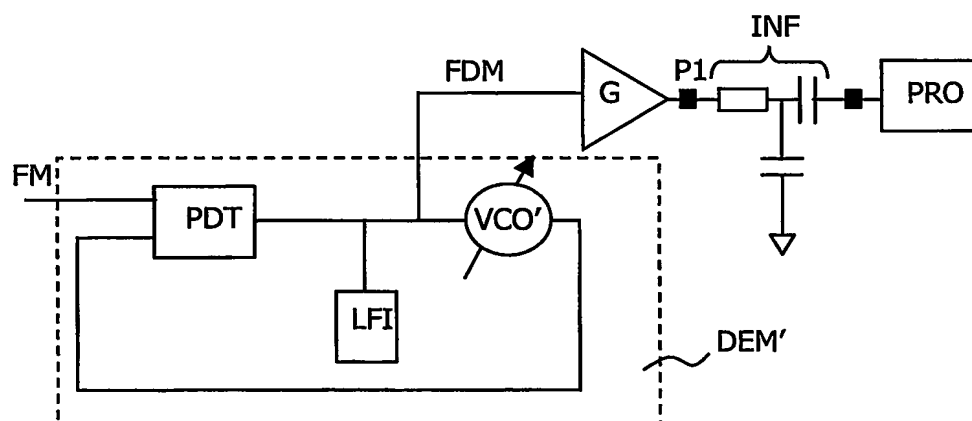 INF
FDM
P1
G
PRO
FM
PDT
VCO'
LFI
DEM'